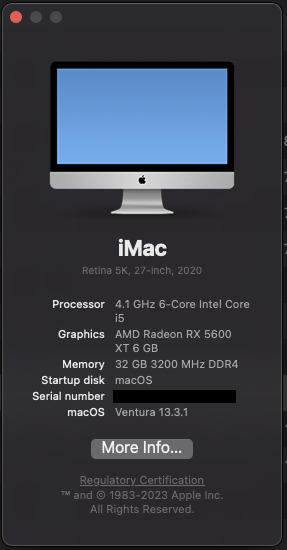 iMac
Retina 5K, 27-inch, 2020
Processor 4.1 GHz 6-Core Intel Core
i5
Graphics AMD Radeon RX 5600
XT 6 GB
Memory 32 GB 3200 MHz DDR4
Startup disk macOS
Serial number
macOS Ventura 13.3.1
More Info...
Regulatory Certification
™ and © 1983-2023 Apple Inc.
All Rights Reserved.